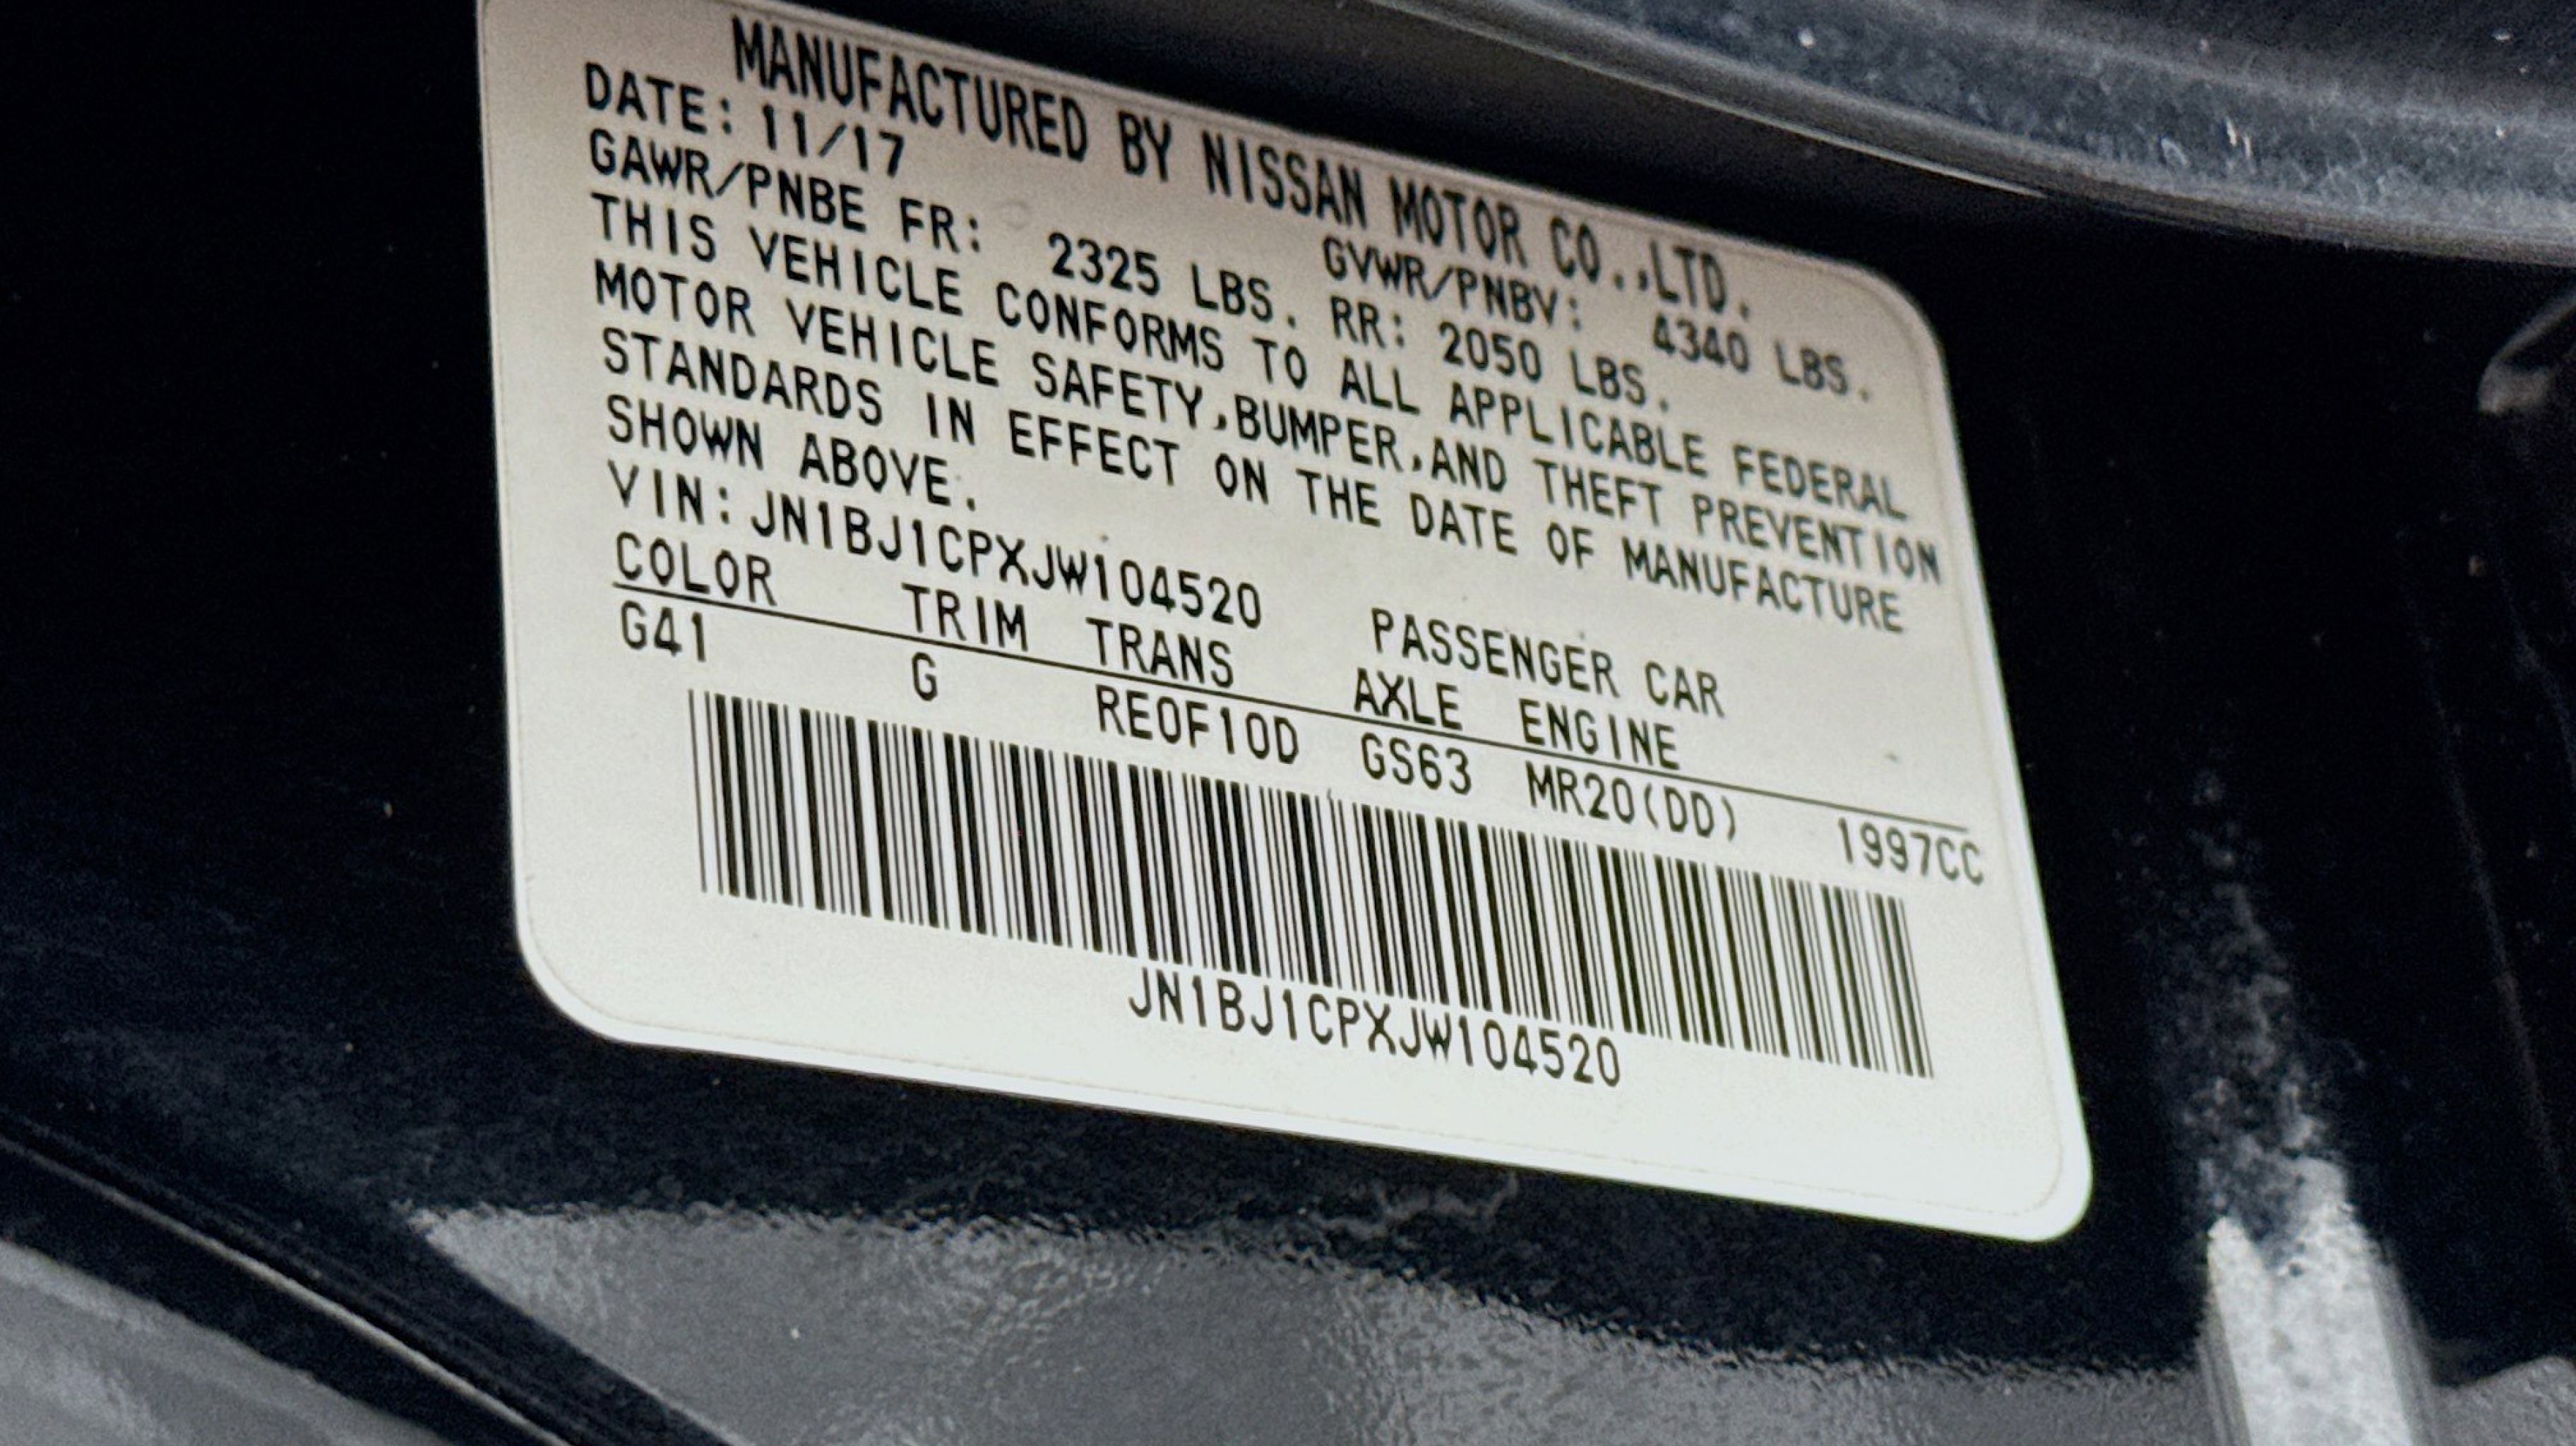 MANUFACTURED BY NISSAN MOTOR CO.,LTD.
DATE: 11/17 GVWR/PNBV: 4340 LBS.
GAWR/PNBE FR: 2325 LBS. RR: 2050 LBS.
THIS VEHICLE CONFORMS TO ALL APPLICABLE FEDERAL
MOTOR VEHICLE SAFETY,BUMPER,AND THEFT PREVENTION
STANDARDS IN EFFECT ON THE DATE OF MANUFACTURE
SHOWN ABOVE.
VIN: JN1BJ1CPXJW104520 PASSENGER CAR
COLOR TRIM TRANS AXLE ENGINE
G41 G RE0F10D GS63 MR20(DD) 1997CC
JN1BJ1CPXJW104520